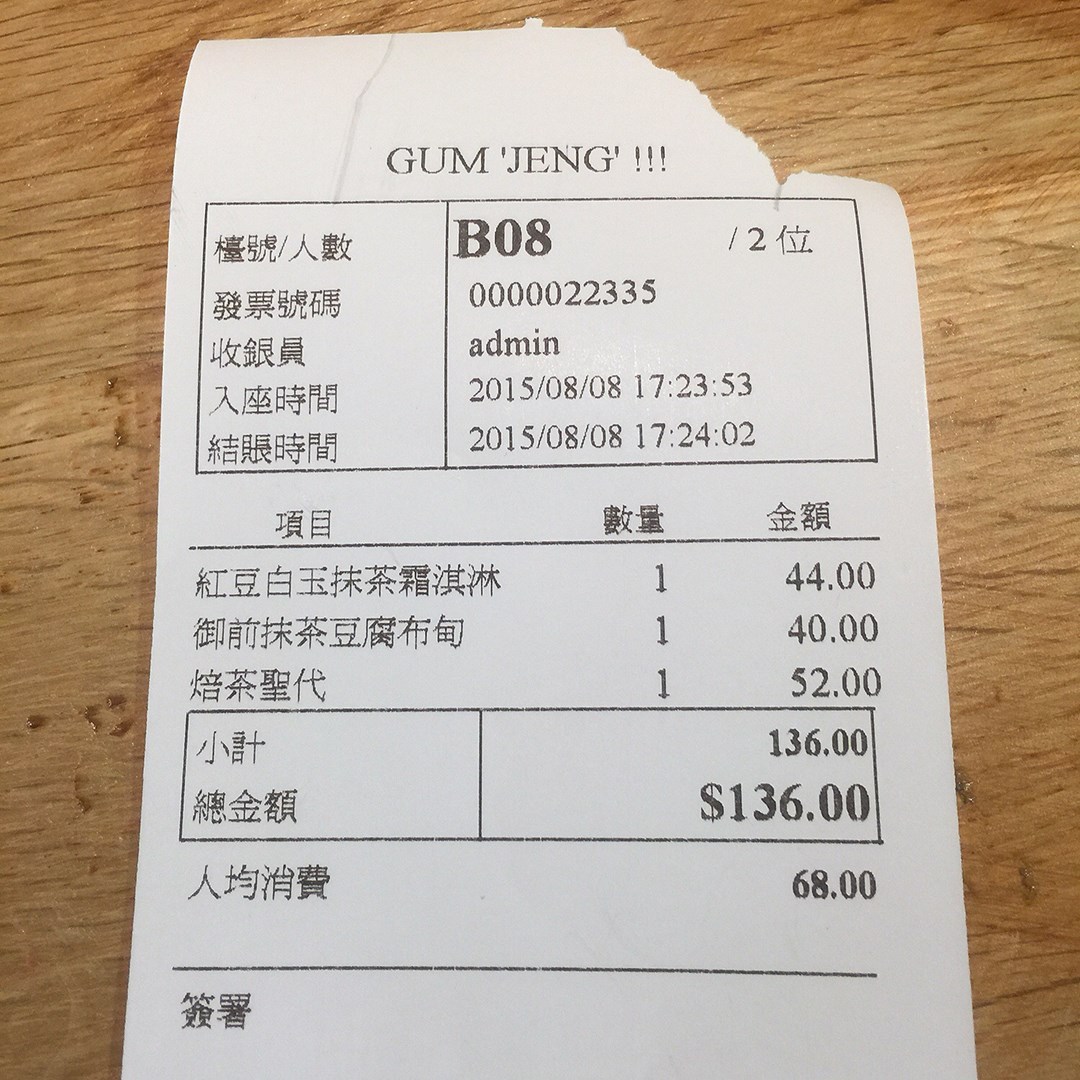 GUM 'JENG' !!!
檯號/人數 B08 / 2 位
發票號碼 0000022335
收銀員 admin
入座時間 2015/08/08 17:23:53
結賬時間 2015/08/08 17:24:02
項目 數量 金額
紅豆白玉抹茶霜淇淋 1 44.00
御前抹茶豆腐布甸 1 40.00
焙茶聖代 1 52.00
小計 136.00
總金額 $136.00
人均消費 68.00
簽署